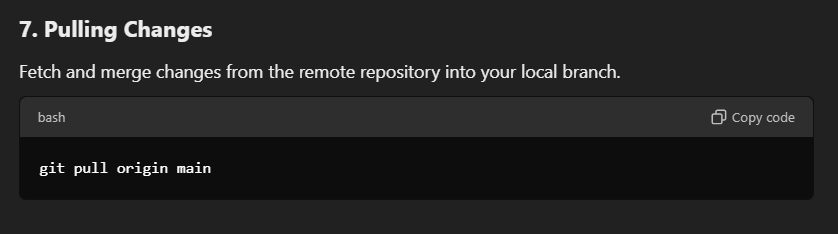 7. Pulling Changes
Fetch and merge changes from the remote repository into your local branch.
bash
Copy code
git pull origin main